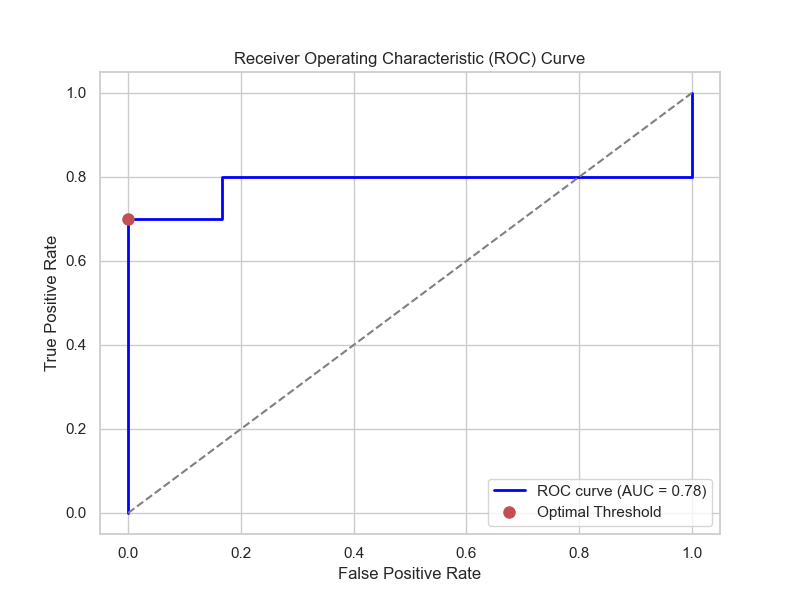 Receiver Operating Characteristic (ROC) Curve
True Positive Rate
1.0
0.8
0.6
0.4
0.2
0.0
0.0 0.2 0.4 0.6 0.8 1.0
False Positive Rate
ROC curve (AUC = 0.78)
Optimal Threshold